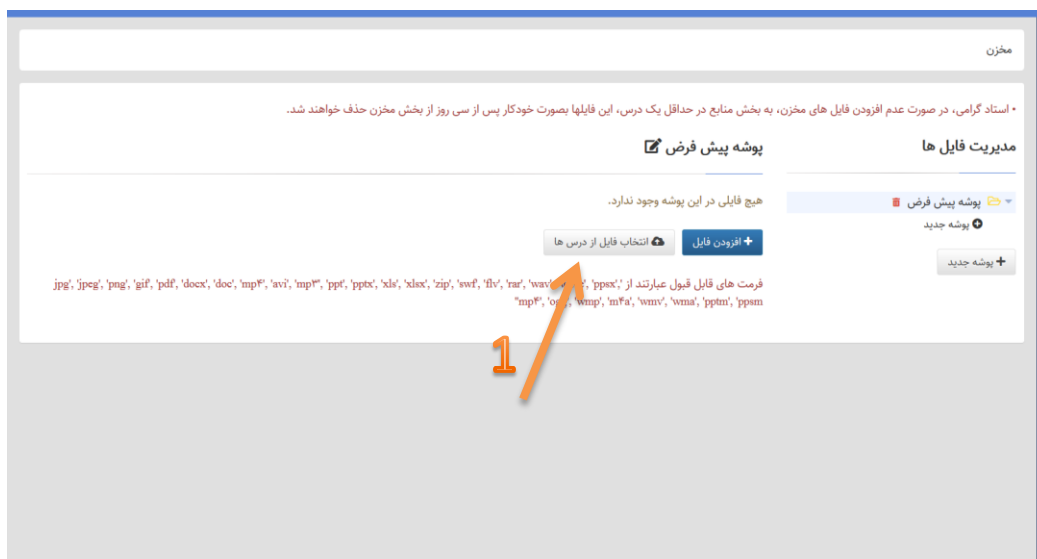 مخزن
• استاد گرامی، در صورت عدم افزودن فایل های مخزن، به بخش منابع در حداقل یک درس، این فایلها بصورت خودکار پس از سی روز از بخش مخزن حذف خواهند شد.
مدیریت فایل ها
پوشه پیش فرض
پوشه جدید
+ پوشه جدید
پوشه پیش فرض
هیچ فایلی در این پوشه وجود ندارد.
+ افزودن فایل
انتخاب فایل از درس ها
فرمت های قابل قبول عبارتند از jpg', 'jpeg', 'png', 'gif', 'pdf', 'docx', 'doc', 'mp۴', 'avi', 'mp۳', 'ppt', 'pptx', 'xls', 'xlsx', 'zip', 'swf', 'flv', 'rar', 'wav', 'ppsx','
"mp۴', 'wmp', 'm۴a', 'wmv', 'wma', 'pptm', 'ppsm
1